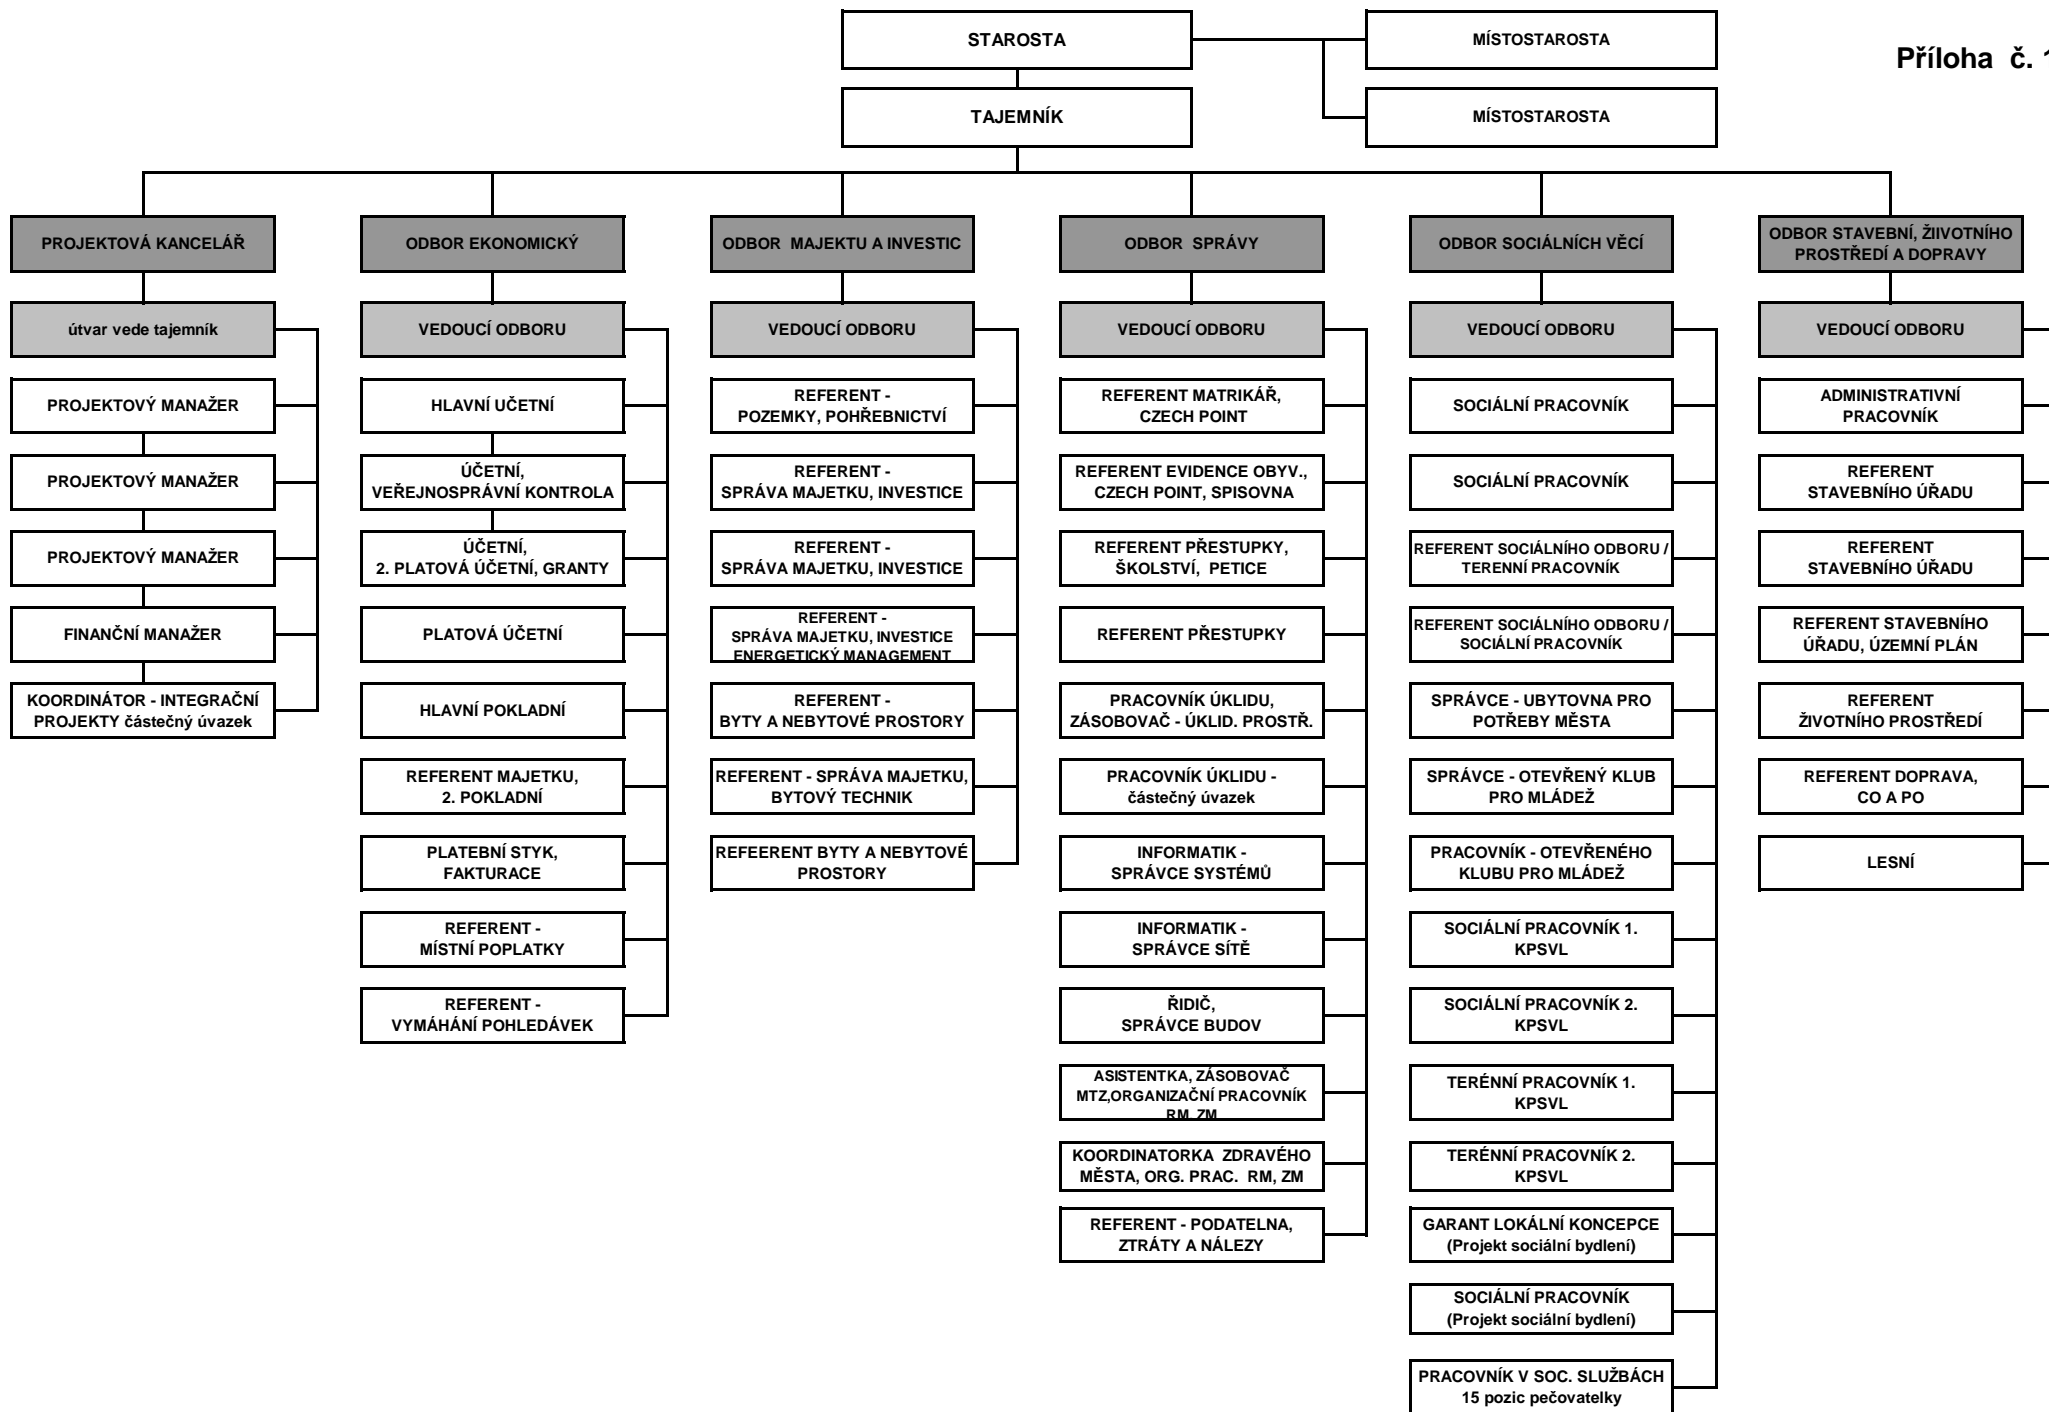 STAROSTA
MÍSTOSTAROSTA
Příloha č. 1
TAJEMNÍK
MÍSTOSTAROSTA
PROJEKTOVÁ KANCELÁŘ
útvar vede tajemník
PROJEKTOVÝ MANAŽER
PROJEKTOVÝ MANAŽER
PROJEKTOVÝ MANAŽER
FINANČNÍ MANAŽER
KOORDINÁTOR - INTEGRAČNÍ
PROJEKTY částečný úvazek
ODBOR EKONOMICKÝ
VEDOUCÍ ODBORU
HLAVNÍ UČETNÍ
ÚČETNÍ,
VEŘEJNOSPRÁVNÍ KONTROLA
ÚČETNÍ,
2. PLATOVÁ ÚČETNÍ, GRANTY
PLATOVÁ ÚČETNÍ
HLAVNÍ POKLADNÍ
REFERENT MAJETKU,
2. POKLADNÍ
PLATEBNÍ STYK,
FAKTURACE
REFERENT -
MÍSTNÍ POPLATKY
REFERENT -
VYMÁHÁNÍ POHLEDÁVEK
ODBOR MAJEKTU A INVESTIC
VEDOUCÍ ODBORU
REFERENT -
POZEMKY, POHŘEBNICTVÍ
REFERENT -
SPRÁVA MAJETKU, INVESTICE
REFERENT -
SPRÁVA MAJETKU, INVESTICE
REFERENT -
SPRÁVA MAJETKU, INVESTICE
ENERGETICKÝ MANAGEMENT
REFERENT -
BYTY A NEBYTOVÉ PROSTORY
REFERENT - SPRÁVA MAJETKU,
BYTOVÝ TECHNIK
REFEERENT BYTY A NEBYTOVÉ
PROSTORY
ODBOR SPRÁVY
VEDOUCÍ ODBORU
REFERENT MATRIKÁŘ,
CZECH POINT
REFERENT EVIDENCE OBYV.,
CZECH POINT, SPISOVNA
REFERENT PŘESTUPKY,
ŠKOLSTVÍ, PETICE
REFERENT PŘESTUPKY
PRACOVNÍK ÚKLIDU,
ZÁSOBOVAČ - ÚKLID. PROSTŘ.
PRACOVNÍK ÚKLIDU -
částečný úvazek
INFORMATIK -
SPRÁVCE SYSTÉMŮ
INFORMATIK -
SPRÁVCE SÍTĚ
ŘIDIČ,
SPRÁVCE BUDOV
ASISTENTKA, ZÁSOBOVAČ
MTZ,ORGANIZAČNÍ PRACOVNÍK
RM, ZM
KOORDINATORKA ZDRAVÉHO
MĚSTA, ORG. PRAC. RM, ZM
REFERENT - PODATELNA,
ZTRÁTY A NÁLEZY
ODBOR SOCIÁLNÍCH VĚCÍ
VEDOUCÍ ODBORU
SOCIÁLNÍ PRACOVNÍK
SOCIÁLNÍ PRACOVNÍK
REFERENT SOCIÁLNÍHO ODBORU /
TERENNÍ PRACOVNÍK
REFERENT SOCIÁLNÍHO ODBORU /
SOCIÁLNÍ PRACOVNÍK
SPRÁVCE - UBYTOVNA PRO
POTŘEBY MĚSTA
SPRÁVCE - OTEVŘENÝ KLUB
PRO MLÁDEŽ
PRACOVNÍK - OTEVŘENÉHO
KLUBU PRO MLÁDEŽ
SOCIÁLNÍ PRACOVNÍK 1.
KPSVL
SOCIÁLNÍ PRACOVNÍK 2.
KPSVL
TERÉNNÍ PRACOVNÍK 1.
KPSVL
TERÉNNÍ PRACOVNÍK 2.
KPSVL
GARANT LOKÁLNÍ KONCEPCE
(Projekt sociální bydlení)
SOCIÁLNÍ PRACOVNÍK
(Projekt sociální bydlení)
PRACOVNÍK V SOC. SLUŽBÁCH
15 pozic pečovatelky
ODBOR STAVEBNÍ, ŽIIVOTNÍHO
PROSTŘEDÍ A DOPRAVY
VEDOUCÍ ODBORU
ADMINISTRATIVNÍ
PRACOVNÍK
REFERENT
STAVEBNÍHO ÚŘADU
REFERENT
STAVEBNÍHO ÚŘADU
REFERENT STAVEBNÍHO
ÚŘADU, ÚZEMNÍ PLÁN
REFERENT
ŽIVOTNÍHO PROSTŘEDÍ
REFERENT DOPRAVA,
CO A PO
LESNÍ